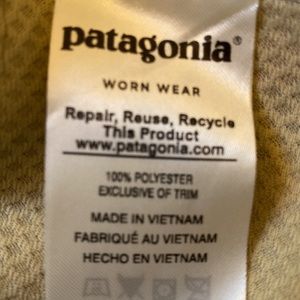 patagonia®
WORN WEAR
Repair, Reuse, Recycle
This Product
www.patagonia.com
100% POLYESTER
EXCLUSIVE OF TRIM
MADE IN VIETNAM
FABRIQUÉ AU VIETNAM
HECHO EN VIETNAM